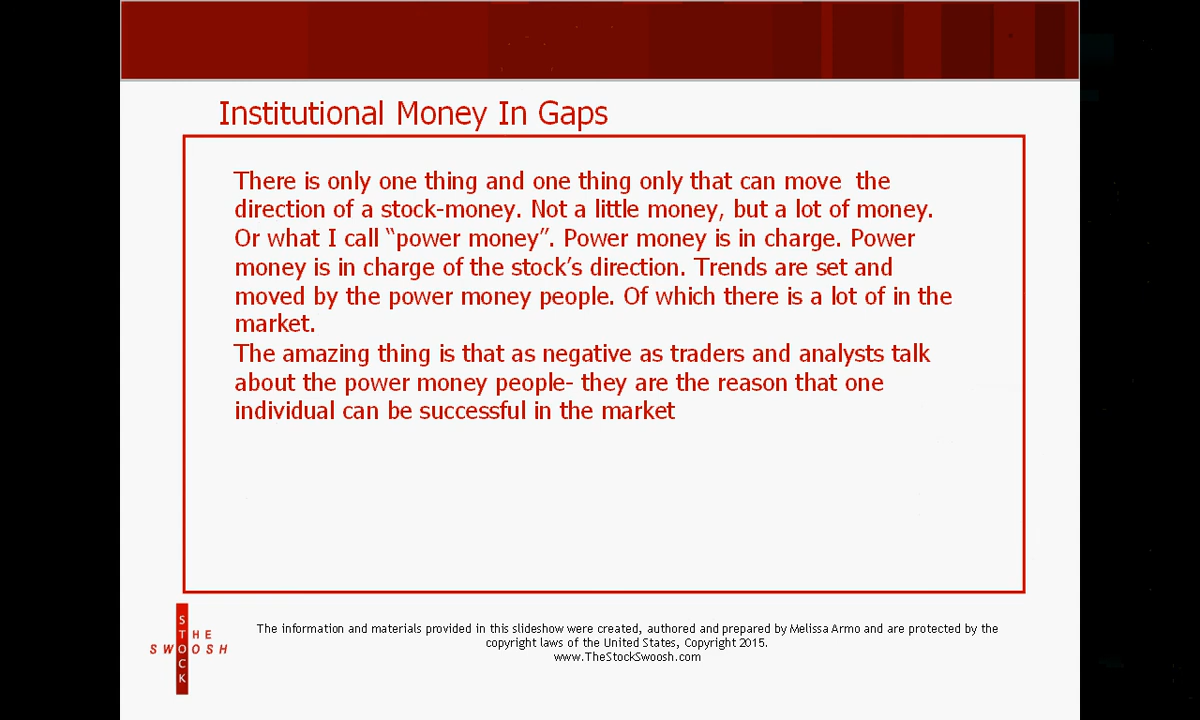 Institutional Money In Gaps
There is only one thing and one thing only that can move  the
direction of a stock-money. Not a little money, but a lot of money.
Or what I call “power money”. Power money is in charge. Power
money is in charge of the stock’s direction. Trends are set and
moved by the power money people. Of which there is a lot of in the
market.
The amazing thing is that as negative as traders and analysts talk
about the power money people- they are the reason that one
individual can be successful in the market
THE
STOCK
SWOOSH
The information and materials provided in this slideshow were created, authored and prepared by Melissa Armo and are protected by the
copyright laws of the United States, Copyright 2015.
www.TheStockSwoosh.com